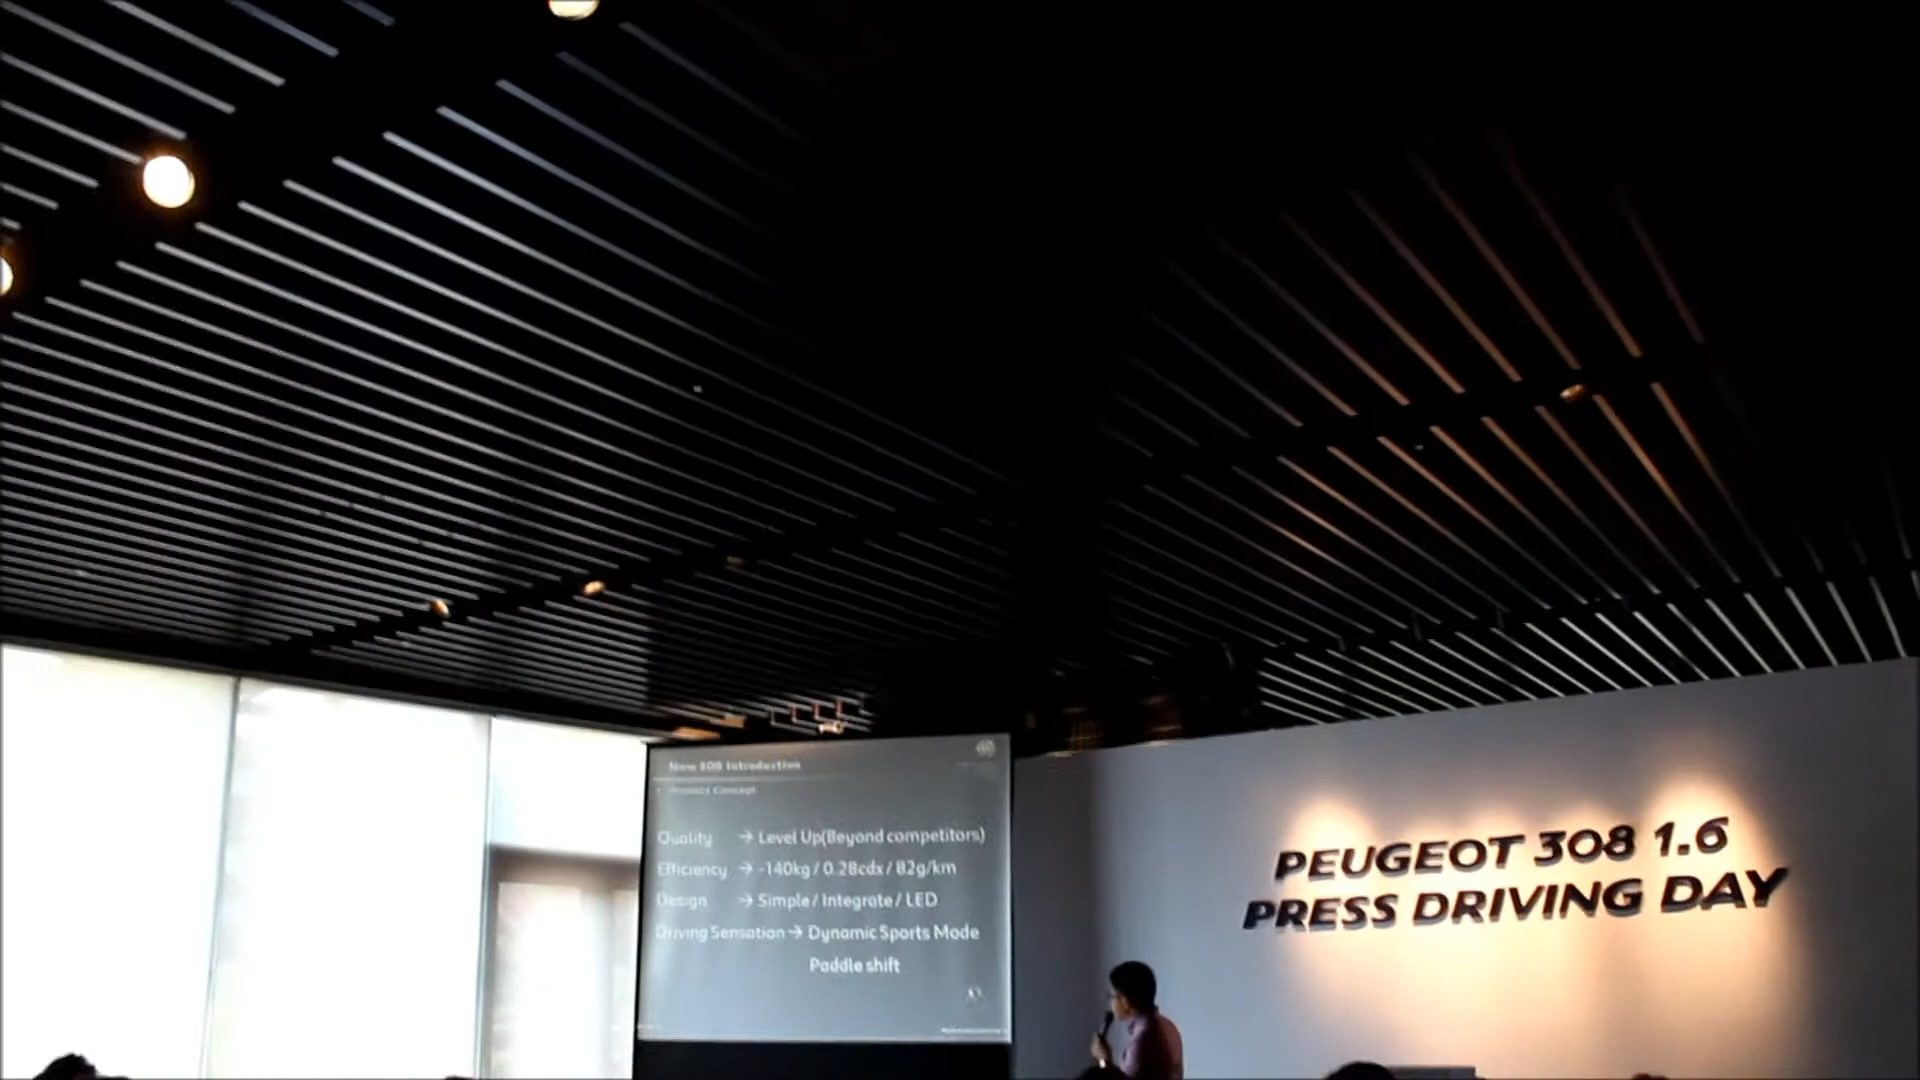 New 308 Introduction
Product Concept
Quality → Level Up(Beyond competitors)
Efficiency → -140kg / 0.28cdx / 82g/km
Design → Simple / Integrate / LED
Driving Sensation → Dynamic Sports Mode
Paddle shift
PEUGEOT 308 1.6
PRESS DRIVING DAY